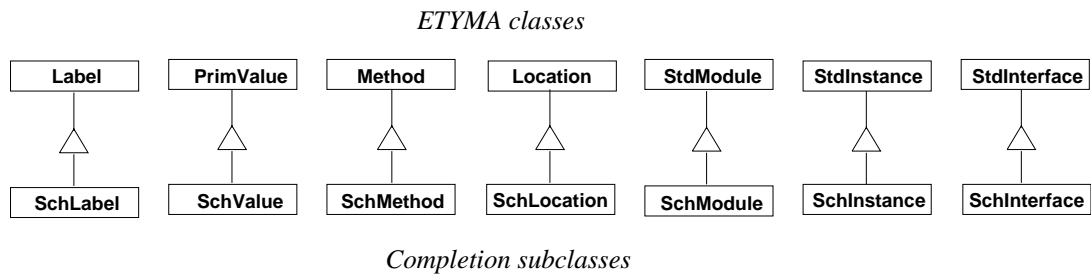 ETYMA classes
Label PrimValue Method Location StdModule StdInstance StdInterface
SchLabel SchValue SchMethod SchLocation SchModule SchInstance SchInterface
Completion subclasses